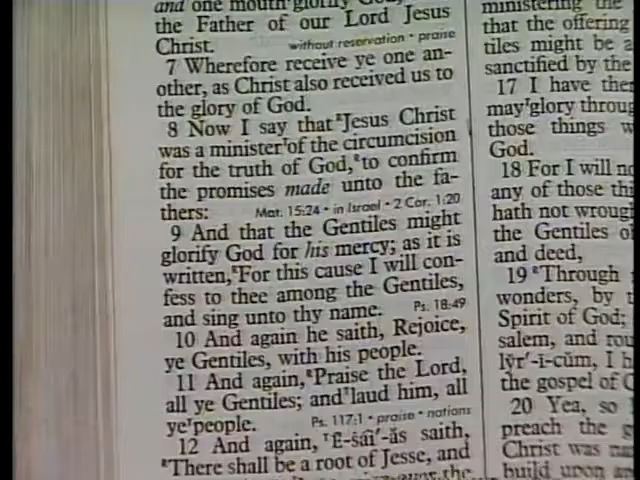 and one mouth glorify God,
the Father of our Lord Jesus
Christ. without reservation • praise
7 Wherefore receive ye one an-
other, as Christ also received us to
the glory of God.
8 Now I say that Jesus Christ
was a minister of the circumcision
for the truth of God, to confirm
the promises made unto the fa-
thers: Mat. 15:24 • in Israel • 2 Cor. 1:20
9 And that the Gentiles might
glorify God for his mercy; as it is
written, For this cause I will con-
fess to thee among the Gentiles,
and sing unto thy name. Ps. 18:49
10 And again he saith, Rejoice,
ye Gentiles, with his people.
11 And again, Praise the Lord,
all ye Gentiles; and laud him, all
ye people. Ps. 117:1 • praise • nations
12 And again, Ē-śāi′-ăs saith,
There shall be a root of Jesse, and
ministering the
that the offering
tiles might be a
sanctified by the
17 I have
may glory
those things
God.
18 For I will
any of those
hath not
the Gentiles
and deed,
19 Through
wonders, by
Spirit of God;
salem, and
lўr′-i-cŭm, I
the gospel of
20 Yea, so
preach the
Christ was
build upon